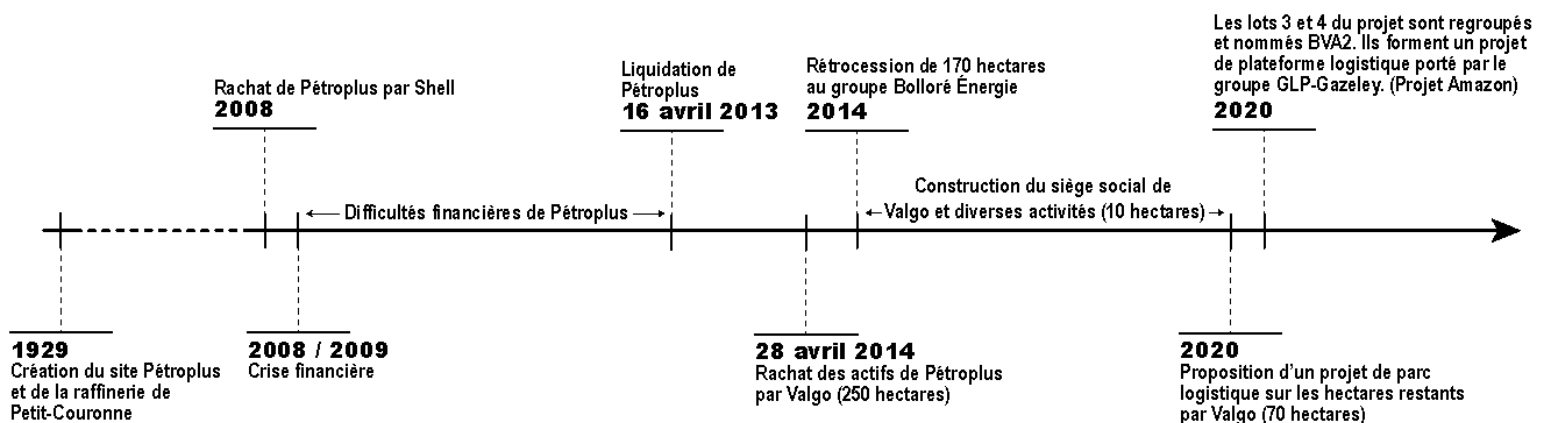 Les lots 3 et 4 du projet sont regroupés
et nommés BVA2. Ils forment un projet
de plateforme logistique porté par le
groupe GLP-Gazeley. (Projet Amazon)
2020
Rachat de Pétroplus par Shell
2008
Liquidation de
Pétroplus
16 avril 2013
Rétrocession de 170 hectares
au groupe Bolloré Énergie
2014
Difficultés financières de Pétroplus
Construction du siège social de
Valgo et diverses activités (10 hectares)
1929
Création du site Pétroplus
et de la raffinerie de
Petit-Couronne
2008 / 2009
Crise financière
28 avril 2014
Rachat des actifs de Pétroplus
par Valgo (250 hectares)
2020
Proposition d’un projet de parc
logistique sur les hectares restants
par Valgo (70 hectares)